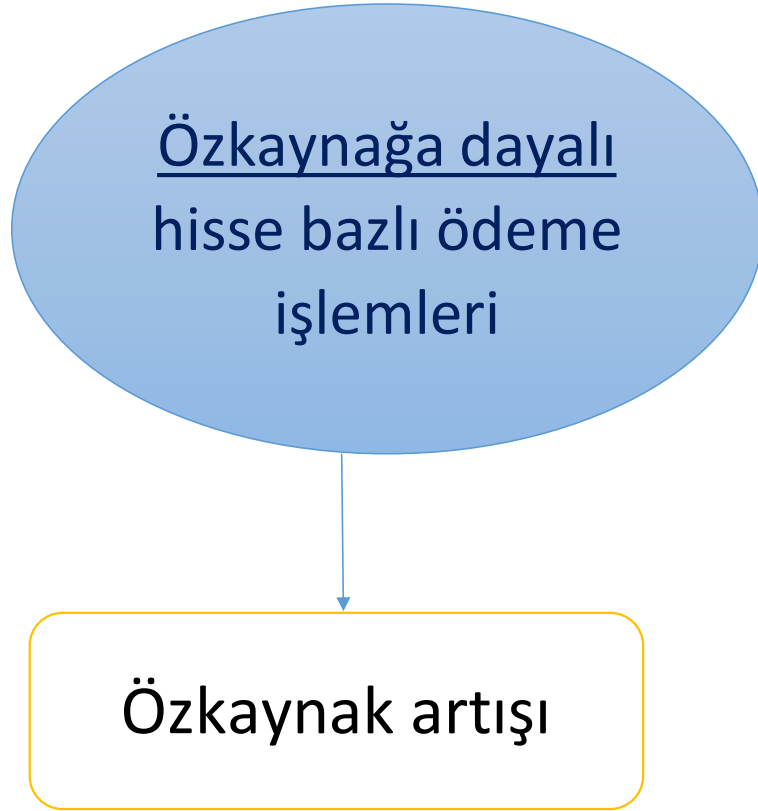 Özkaynağa dayalı
hisse bazlı ödeme
işlemleri
Özkaynak artışı